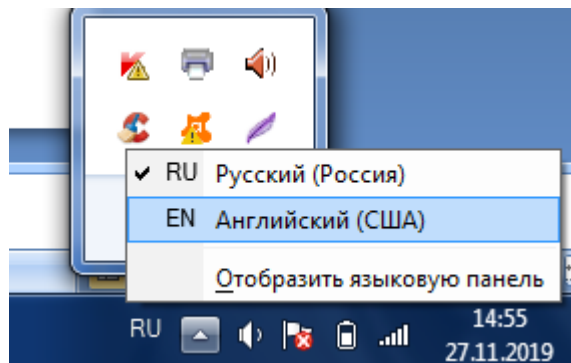 RU Русский (Россия)
EN Английский (США)
Отобразить языковую панель
RU
14:55
27.11.2019